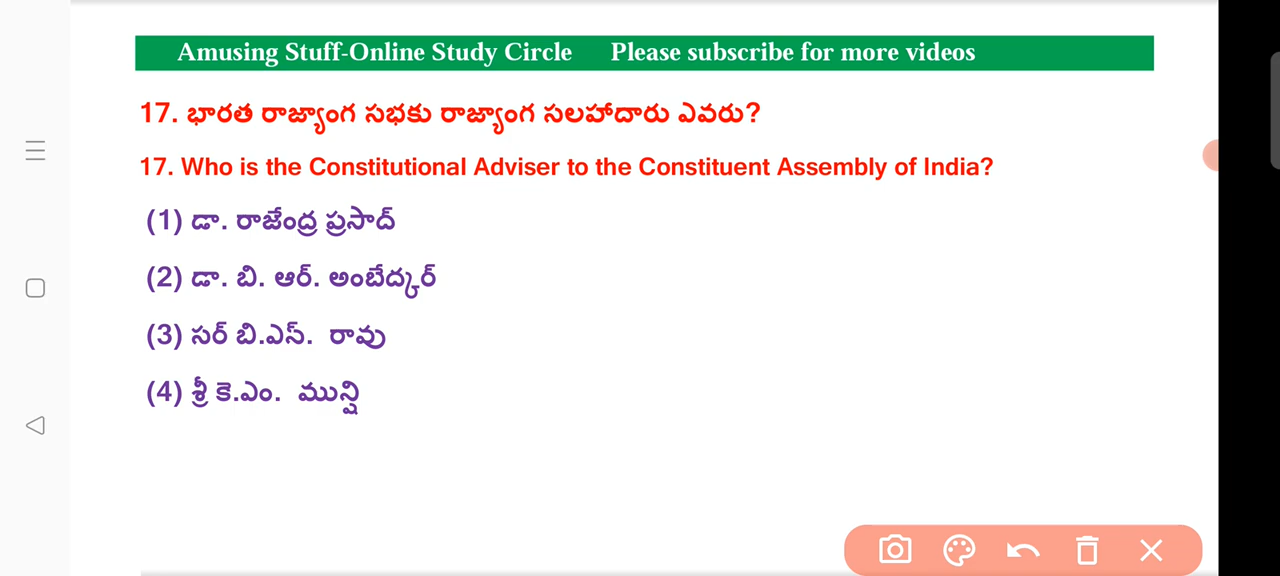 Amusing Stuff-Online Study Circle Please subscribe for more videos
17. భారత రాజ్యాంగ సభకు రాజ్యాంగ సలహాదారు ఎవరు?
17. Who is the Constitutional Adviser to the Constituent Assembly of India?
(1) డా. రాజేంద్ర ప్రసాద్
(2) డా. బి. ఆర్. అంబేద్కర్
(3) సర్ బి.ఎస్. రావు
(4) శ్రీ కె.ఎం. మున్షి